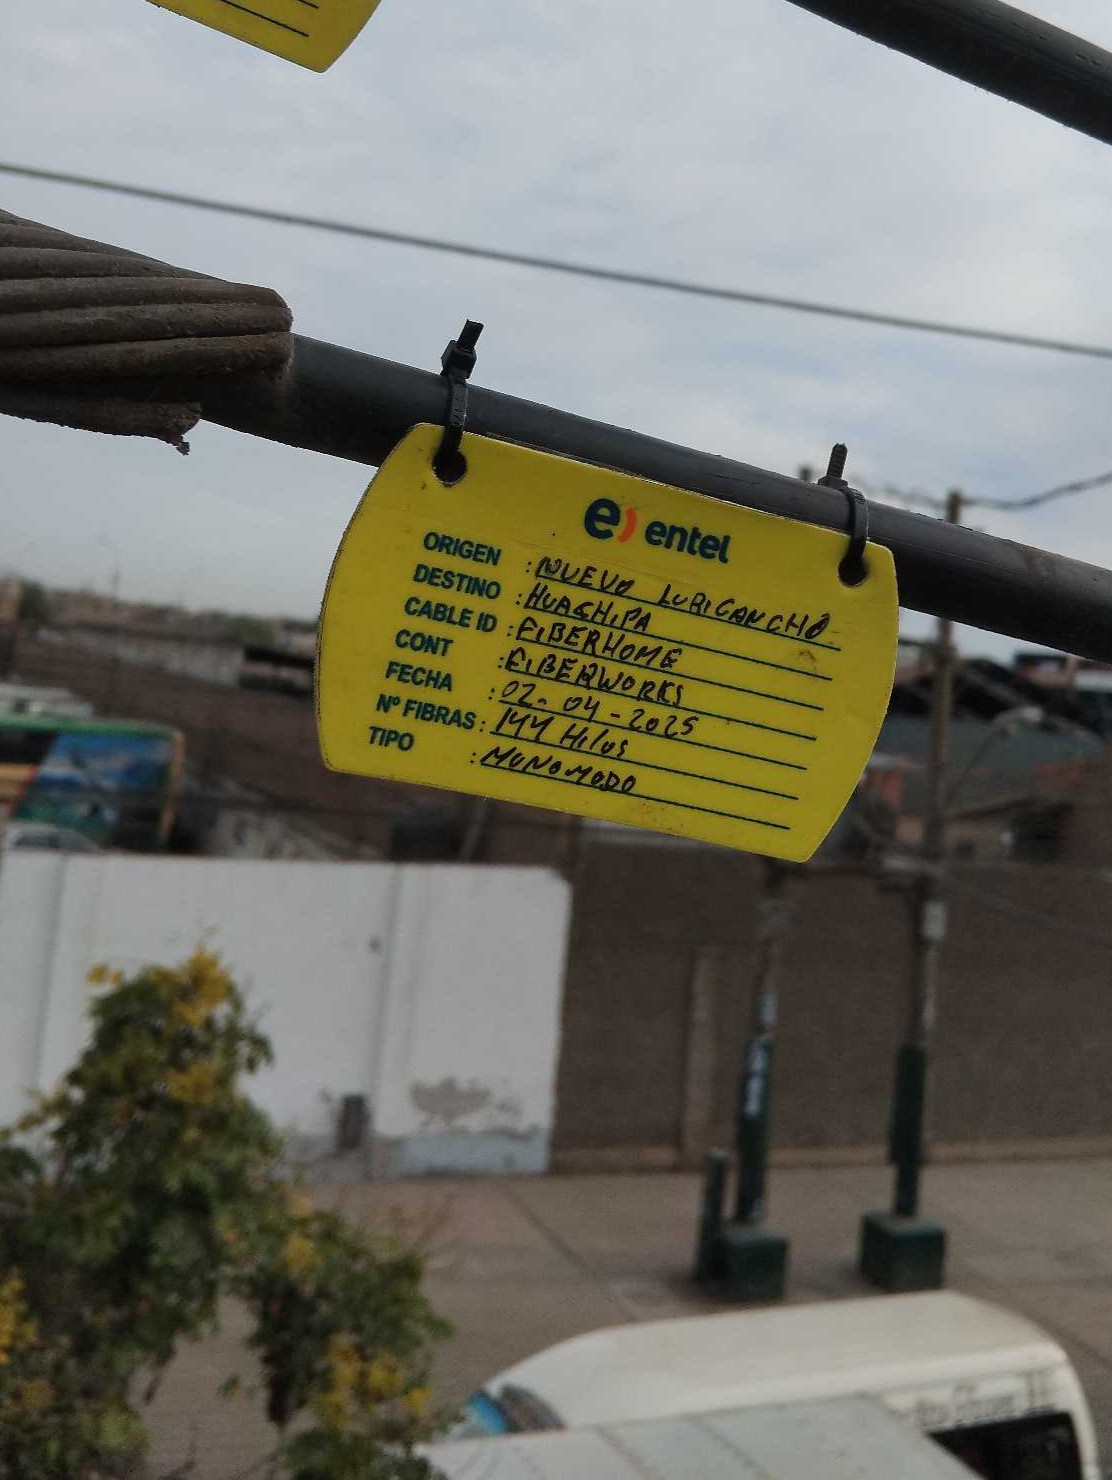 entel
ORIGEN : NUEVO LURIGANCHO
DESTINO : HUACHIPA
CABLE ID : FIBERHOME
CONT : FIBERWORKS
FECHA : 02-04-2025
Nº FIBRAS : 144 Hilos
TIPO : MONOMODO